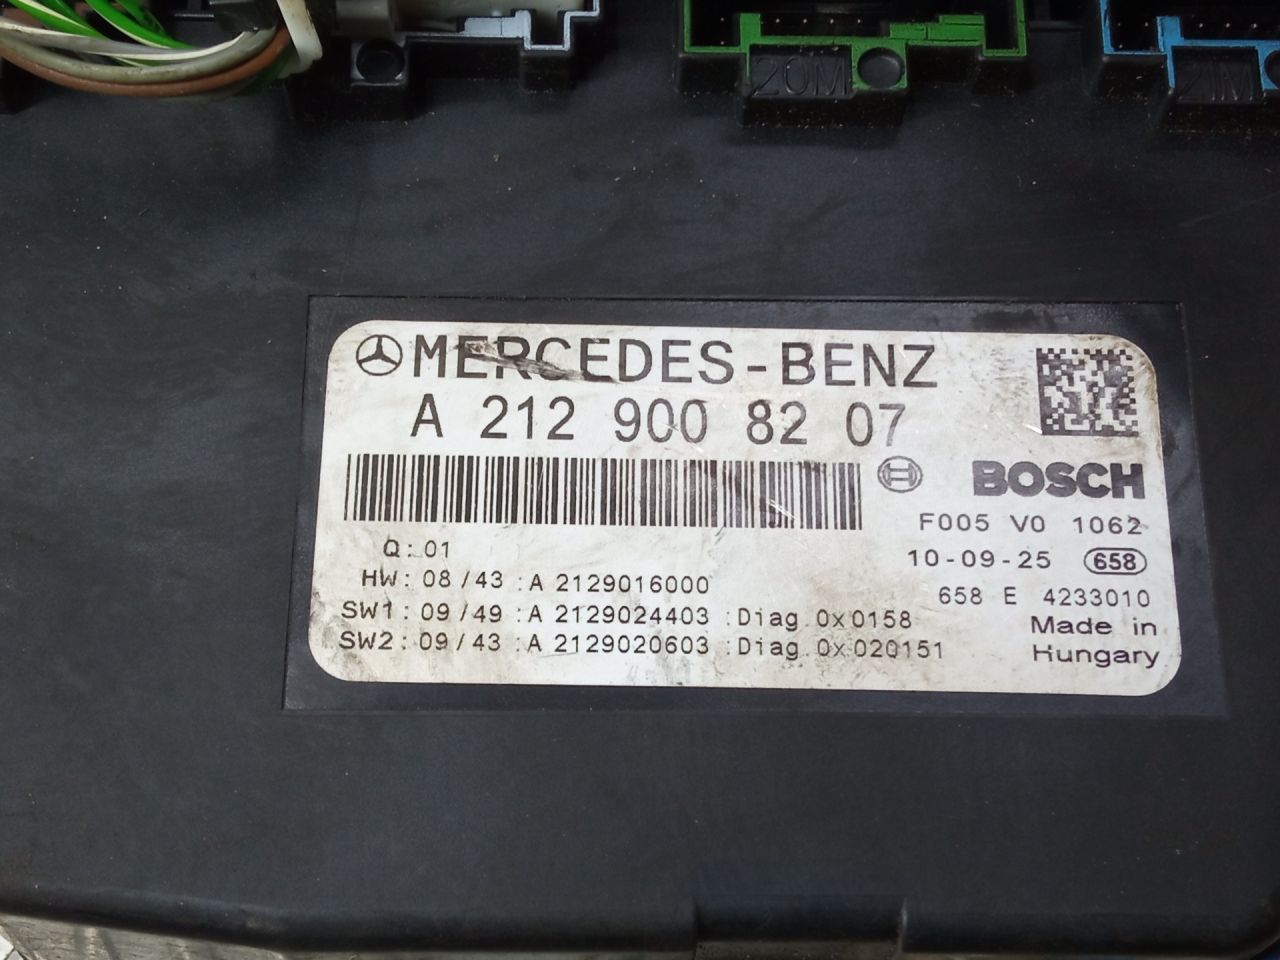 20M
21M
MERCEDES-BENZ
A 212 900 82 07
BOSCH
F005 V0 1062
Q: 01
10-09-25 658
HW: 08/43 :A 2129016000
658 E 4233010
SW1: 09/49 :A 2129024403 :Diag 0x0158
Made in
SW2: 09/43 :A 2129020603 :Diag 0x020151
Hungary